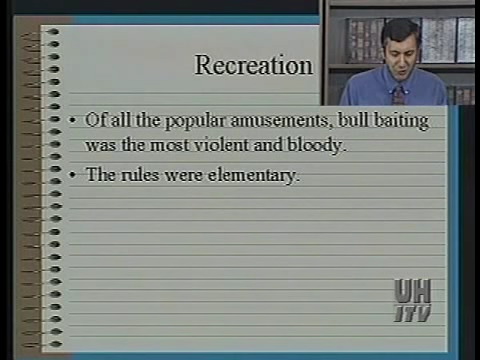 Recreation
• Of all the popular amusements, bull baiting
was the most violent and bloody.
• The rules were elementary.
UH
ITV